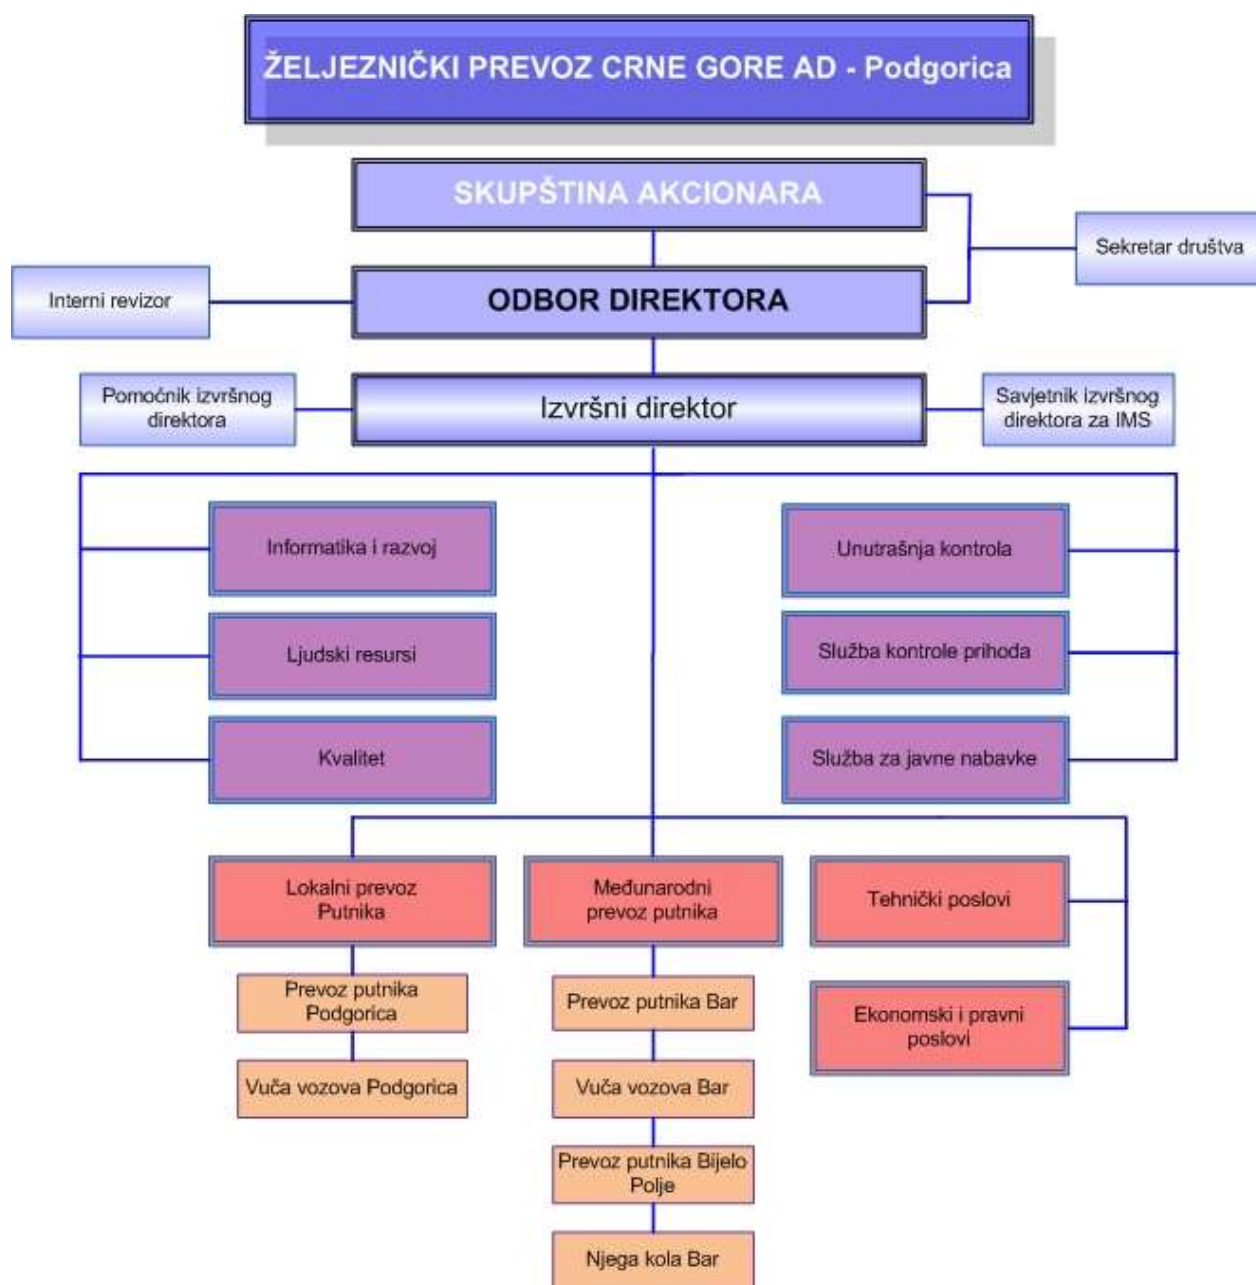 ŽELJEZNIČKI PREVOZ CRNE GORE AD - Podgorica
SKUPŠTINA AKCIONARA
Sekretar društva
Interni revizor
ODBOR DIREKTORA
Pomoćnik izvršnog
direktora
Izvršni direktor
Savjetnik izvršnog
direktora za IMS
Informatika i razvoj
Unutrašnja kontrola
Ljudski resursi
Služba kontrole prihoda
Kvalitet
Služba za javne nabavke
Lokalni prevoz
Putnika
Međunarodni
prevoz putnika
Tehnički poslovi
Prevoz putnika
Podgorica
Prevoz putnika Bar
Ekonomski i pravni
poslovi
Vuča vozova Podgorica
Vuča vozova Bar
Prevoz putnika Bijelo
Polje
Njega kola Bar